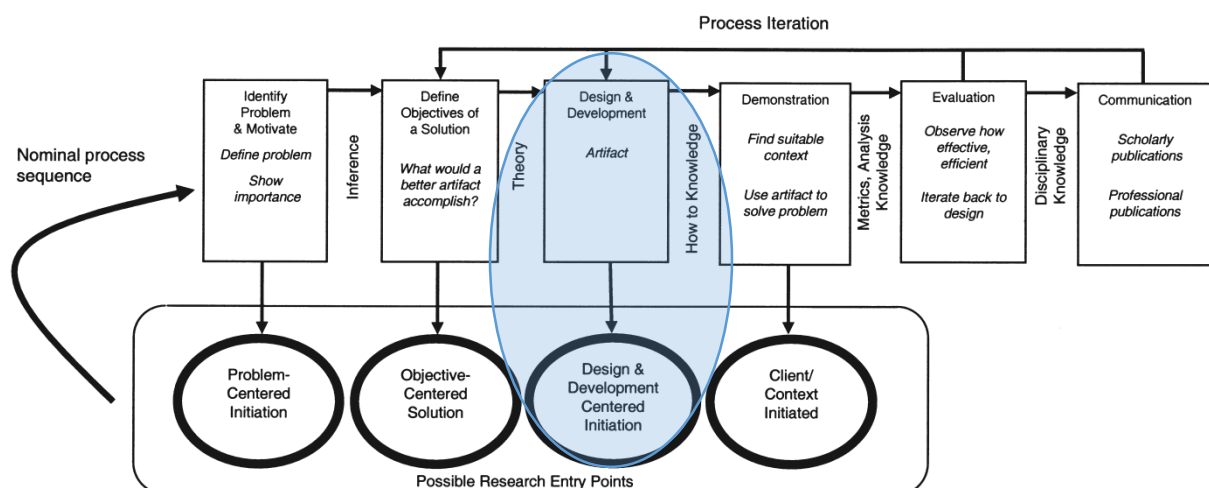 Process Iteration
Nominal process
sequence
Identify
Problem
& Motivate
Define problem
Show
importance
Inference
Define
Objectives of
a Solution
What would a
better artifact
accomplish?
Theory
Design &
Development
Artifact
How to Knowledge
Demonstration
Find suitable
context
Use artifact to
solve problem
Metrics, Analysis
Knowledge
Evaluation
Observe how
effective,
efficient
Iterate back to
design
Disciplinary
Knowledge
Communication
Scholarly
publications
Professional
publications
Problem-
Centered
Initiation
Objective-
Centered
Solution
Design &
Development
Centered
Initiation
Client/
Context
Initiated
Possible Research Entry Points